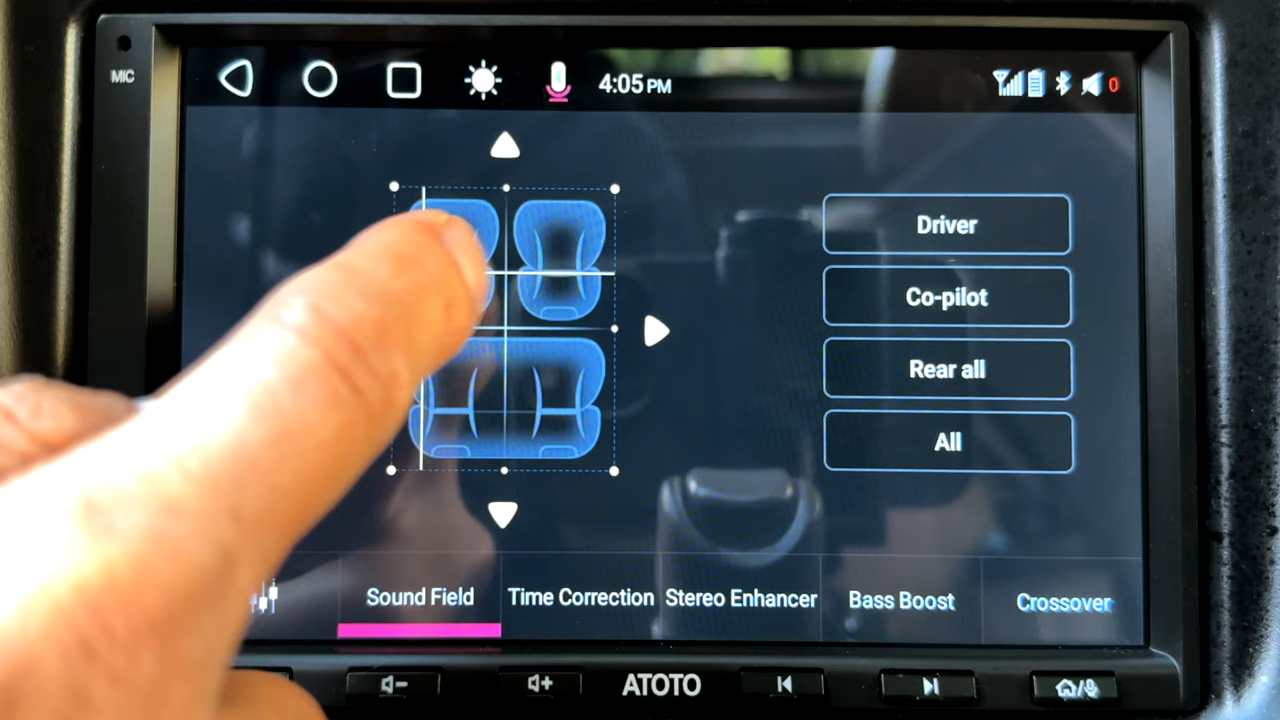 MIC
4:05 PM
0
Driver
Co-pilot
Rear all
All
Sound Field
Time Correction
Stereo Enhancer
Bass Boost
Crossover
ATOTO